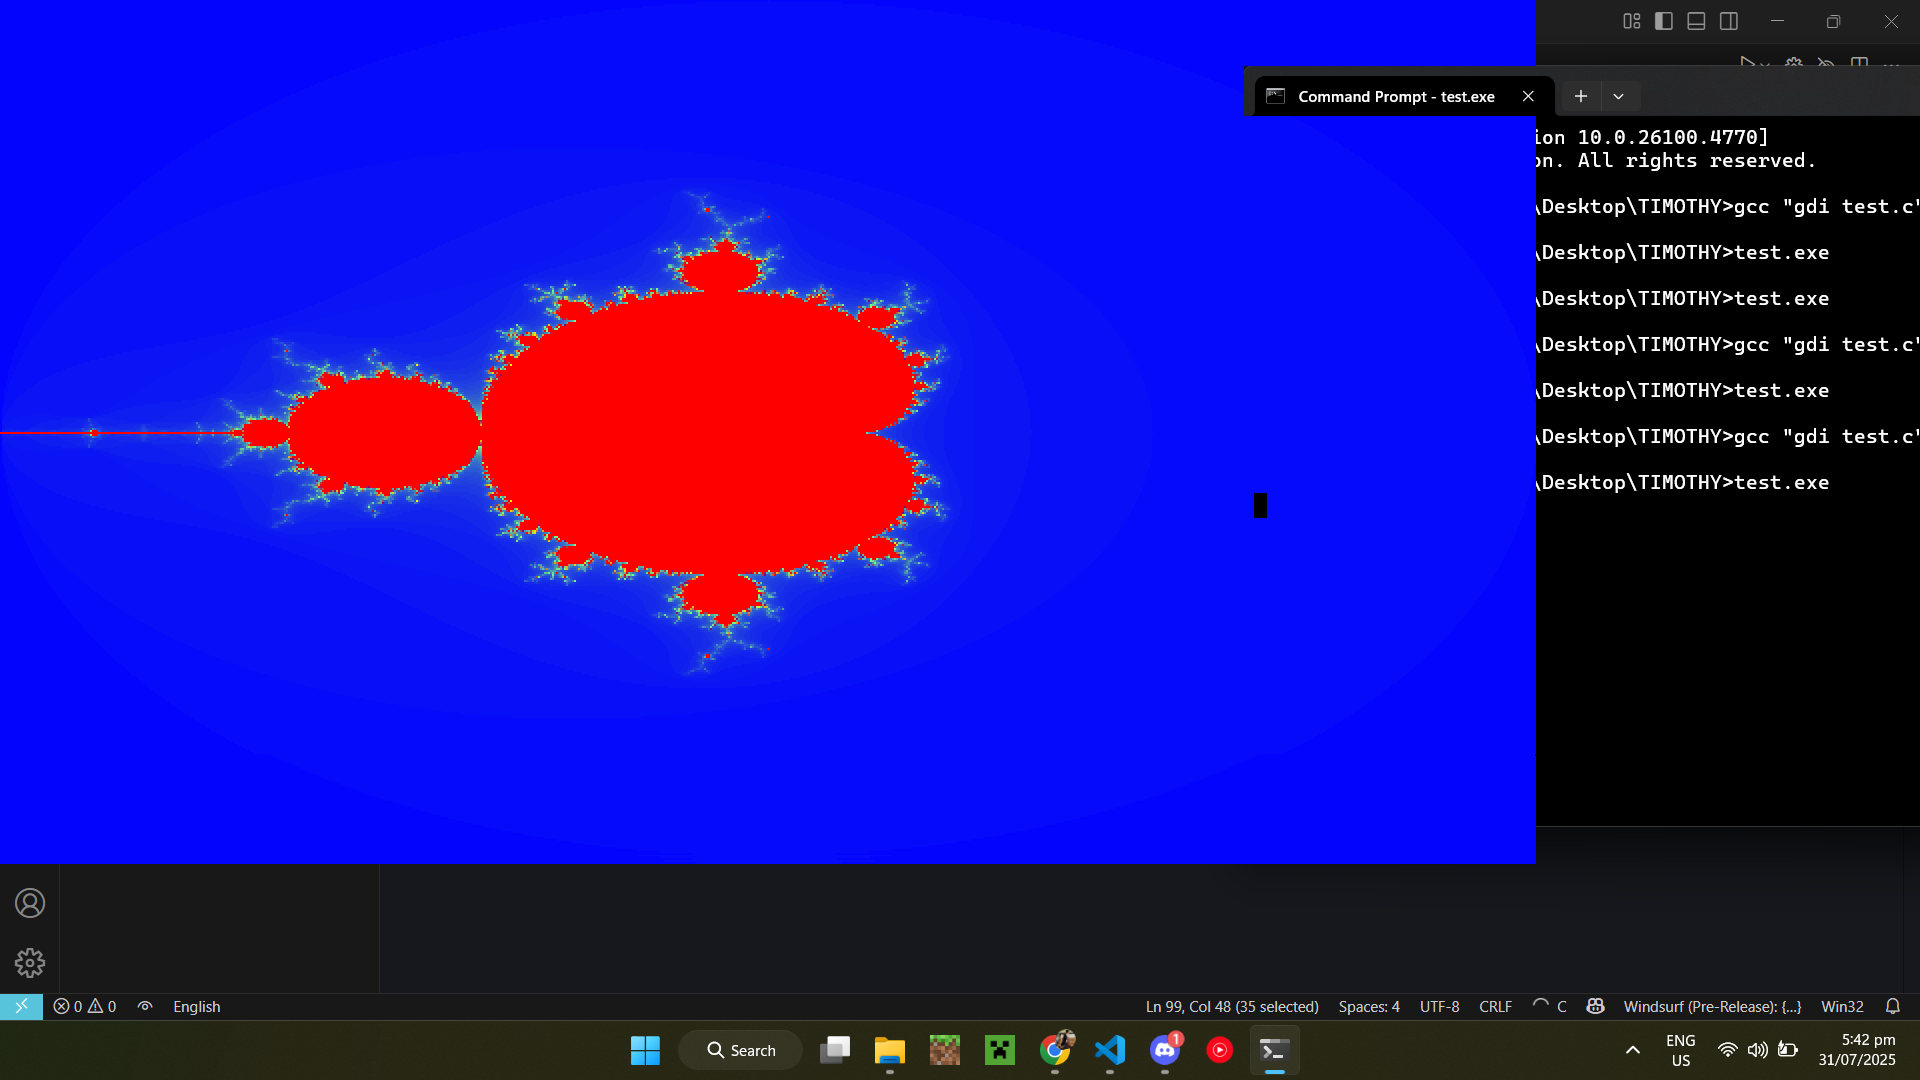 Command Prompt - test.exe
ion 10.0.26100.4770]
on. All rights reserved.
\Desktop\TIMOTHY>gcc "gdi test.c"
\Desktop\TIMOTHY>test.exe
\Desktop\TIMOTHY>test.exe
\Desktop\TIMOTHY>gcc "gdi test.c"
\Desktop\TIMOTHY>test.exe
\Desktop\TIMOTHY>gcc "gdi test.c"
\Desktop\TIMOTHY>test.exe
0 0 English Ln 99, Col 48 (35 selected) Spaces: 4 UTF-8 CRLF C Windsurf (Pre-Release): {...} Win32
Search 1 ENG 5:42 pm
US 31/07/2025